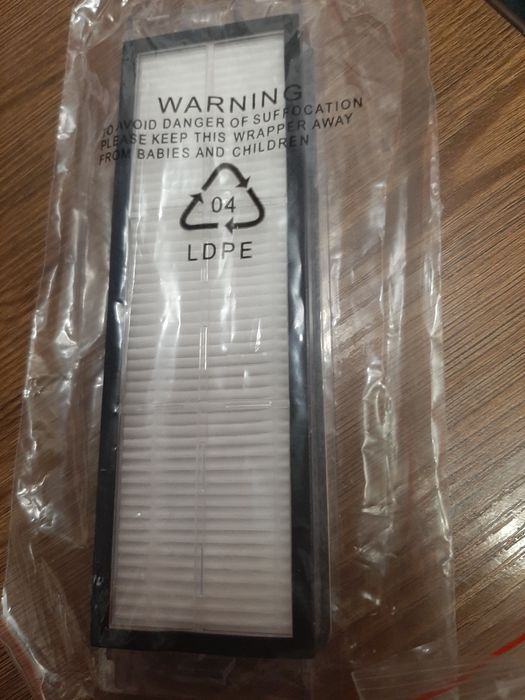 WARNING
TO AVOID DANGER OF SUFFOCATION
PLEASE KEEP THIS WRAPPER AWAY
FROM BABIES AND CHILDREN
04
LDPE